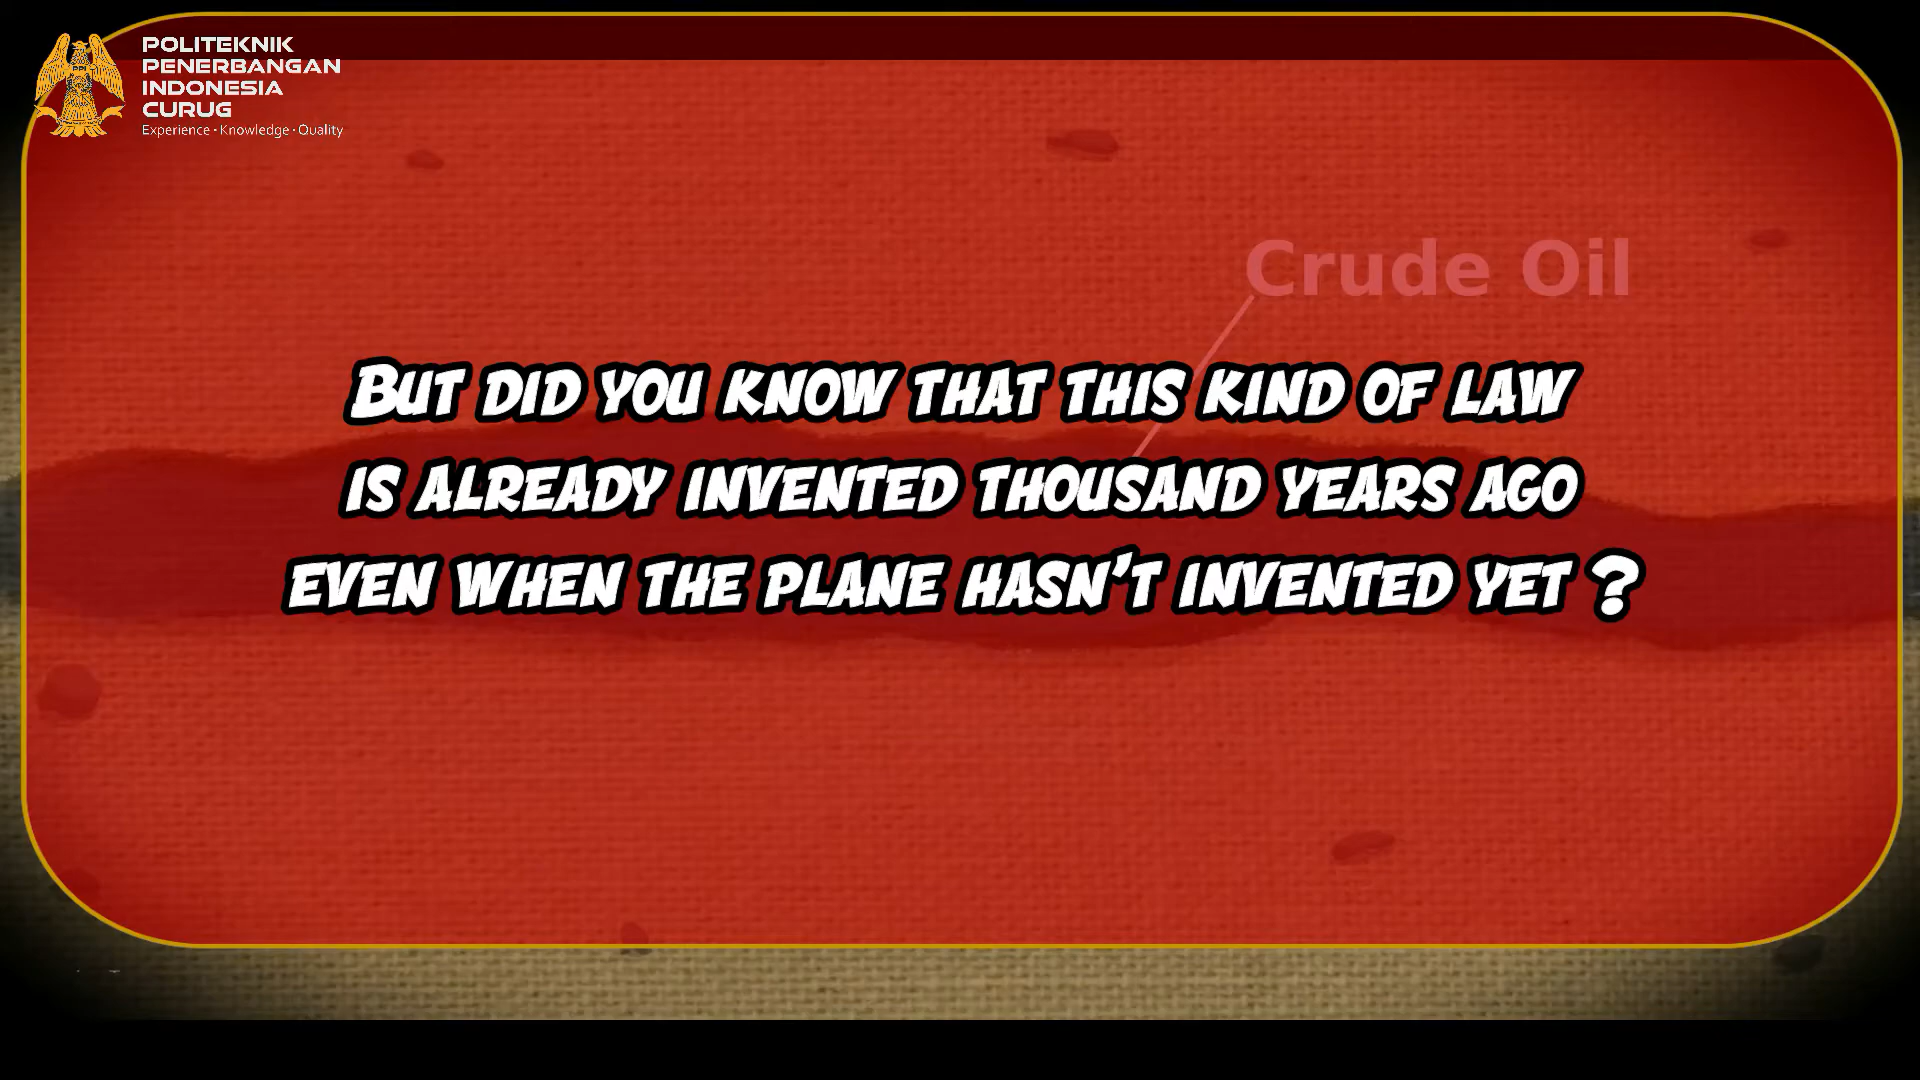 POLITEKNIK
PENERBANGAN
INDONESIA
CURUG
Experience · Knowledge · Quality
Crude Oil
BUT DID YOU KNOW THAT THIS KIND OF LAW
IS ALREADY INVENTED THOUSAND YEARS AGO
EVEN WHEN THE PLANE HASN'T INVENTED YET ?